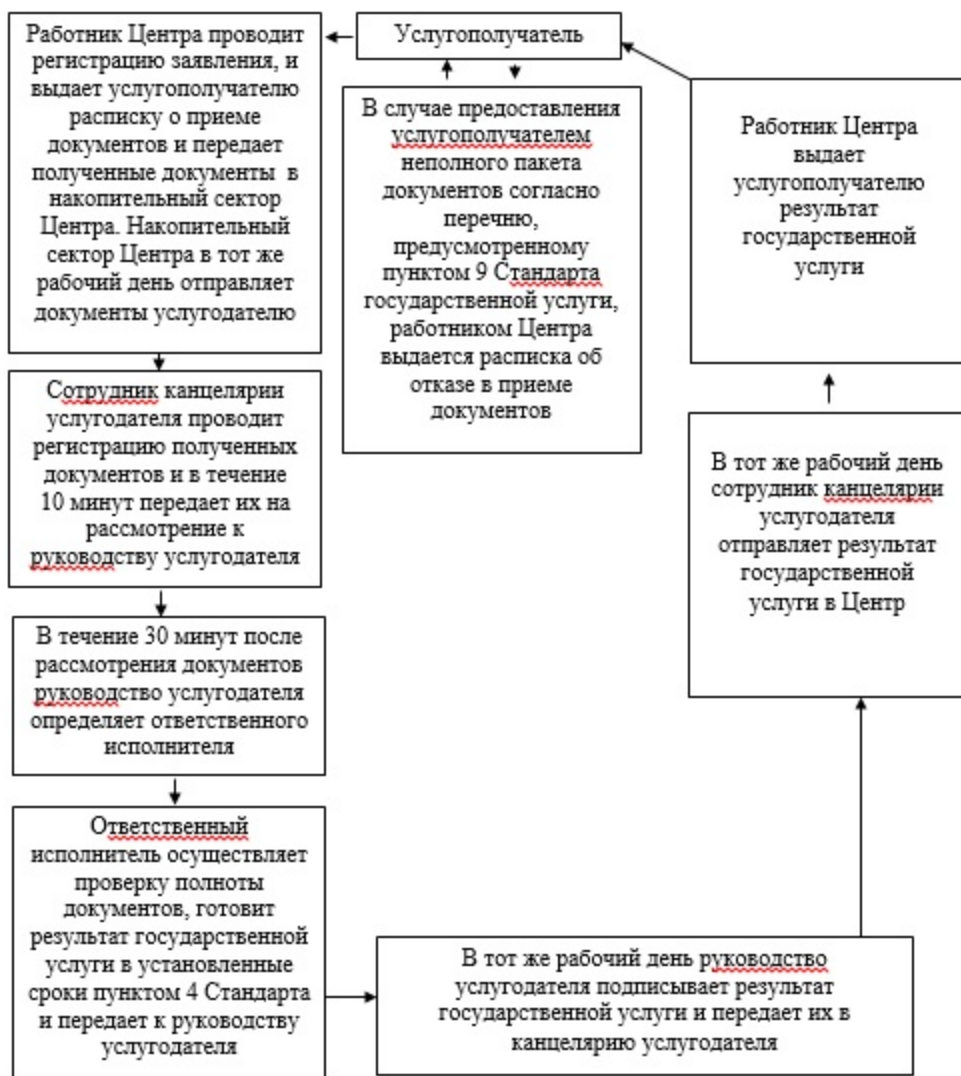 Услугополучатель
Работник Центра проводит
регистрацию заявления, и
выдает услугополучателю
расписку о приеме
документов и передает
полученные документы в
накопительный сектор
Центра. Накопительный
сектор Центра в тот же
рабочий день отправляет
документы услугодателю
В случае предоставления
услугополучателем
неполного пакета
документов согласно
перечню,
предусмотренному
пунктом 9 Стандарта
государственной услуги,
работником Центра
выдается расписка об
отказе в приеме
документов
Сотрудник канцелярии
услугодателя проводит
регистрацию полученных
документов и в течение
10 минут передает их на
рассмотрение к
руководству услугодателя
В течение 30 минут после
рассмотрения документов
руководство услугодателя
определяет ответственного
исполнителя
Ответственный
исполнитель осуществляет
проверку полноты
документов, готовит
результат государственной
услуги в установленные
сроки пунктом 4 Стандарта
и передает к руководству
услугодателя
В тот же рабочий день руководство
услугодателя подписывает результат
государственной услуги и передает их в
канцелярию услугодателя
В тот же рабочий день
сотрудник канцелярии
услугодателя
отправляет результат
государственной
услуги в Центр
Работник Центра
выдает
услугополучателю
результат
государственной
услуги